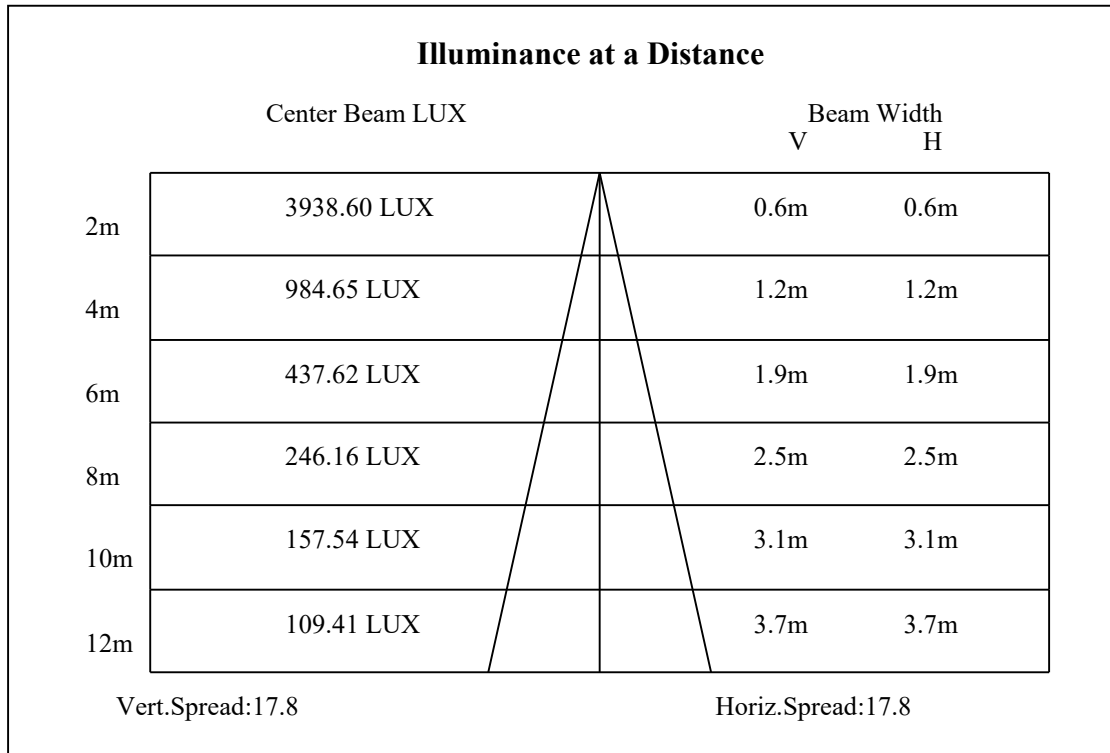 Illuminance at a Distance
Center Beam LUX Beam Width
V H
2m 3938.60 LUX 0.6m 0.6m
4m 984.65 LUX 1.2m 1.2m
6m 437.62 LUX 1.9m 1.9m
8m 246.16 LUX 2.5m 2.5m
10m 157.54 LUX 3.1m 3.1m
12m 109.41 LUX 3.7m 3.7m
Vert.Spread:17.8 Horiz.Spread:17.8